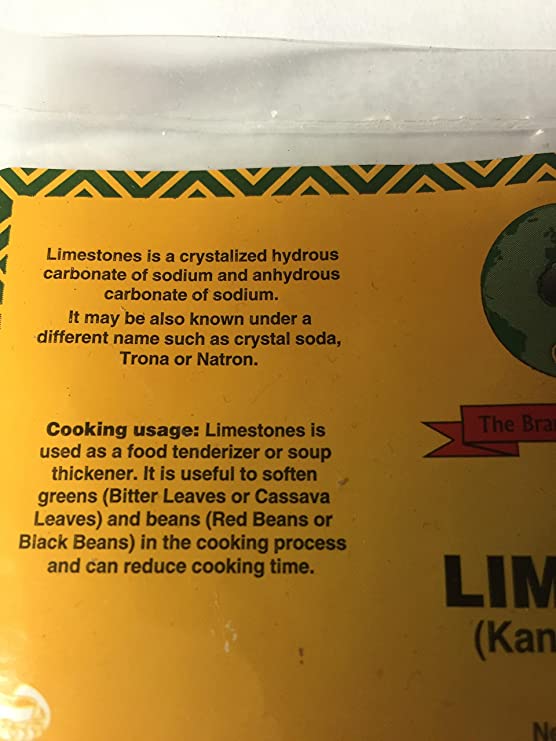 Limestones is a crystalized hydrous
carbonate of sodium and anhydrous
carbonate of sodium.
It may be also known under a
different name such as crystal soda,
Trona or Natron.
Cooking usage: Limestones is
used as a food tenderizer or soup
thickener. It is useful to soften
greens (Bitter Leaves or Cassava
Leaves) and beans (Red Beans or
Black Beans) in the cooking process
and can reduce cooking time.
The Bra
LIM
(Kan